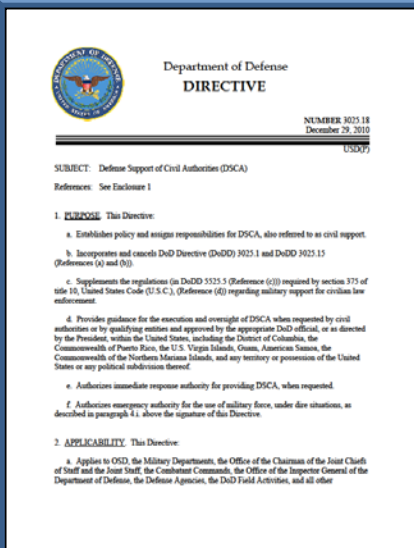 DEPARTMENT OF DEFENSE
UNITED STATES OF AMERICA
Department of Defense
DIRECTIVE
NUMBER 3025.18
December 29, 2010
USD(P)
SUBJECT: Defense Support of Civil Authorities (DSCA)
References: See Enclosure 1
1. PURPOSE. This Directive:
a. Establishes policy and assigns responsibilities for DSCA, also referred to as civil support.
b. Incorporates and cancels DoD Directive (DoDD) 3025.1 and DoDD 3025.15
(References (a) and (b)).
c. Supplements the regulations (in DoDD 5525.5 (Reference (c))) required by section 375 of
title 10, United States Code (U.S.C.), (Reference (d)) regarding military support for civilian law
enforcement.
d. Provides guidance for the execution and oversight of DSCA when requested by civil
authorities or by qualifying entities and approved by the appropriate DoD official, or as directed
by the President, within the United States, including the District of Columbia, the
Commonwealth of Puerto Rico, the U.S. Virgin Islands, Guam, American Samoa, the
Commonwealth of the Northern Mariana Islands, and any territory or possession of the United
States or any political subdivision thereof.
e. Authorizes immediate response authority for providing DSCA, when requested.
f. Authorizes emergency authority for the use of military force, under dire situations, as
described in paragraph 4.i. above the signature of this Directive.
2. APPLICABILITY. This Directive:
a. Applies to OSD, the Military Departments, the Office of the Chairman of the Joint Chiefs
of Staff and the Joint Staff, the Combatant Commands, the Office of the Inspector General of the
Department of Defense, the Defense Agencies, the DoD Field Activities, and all other